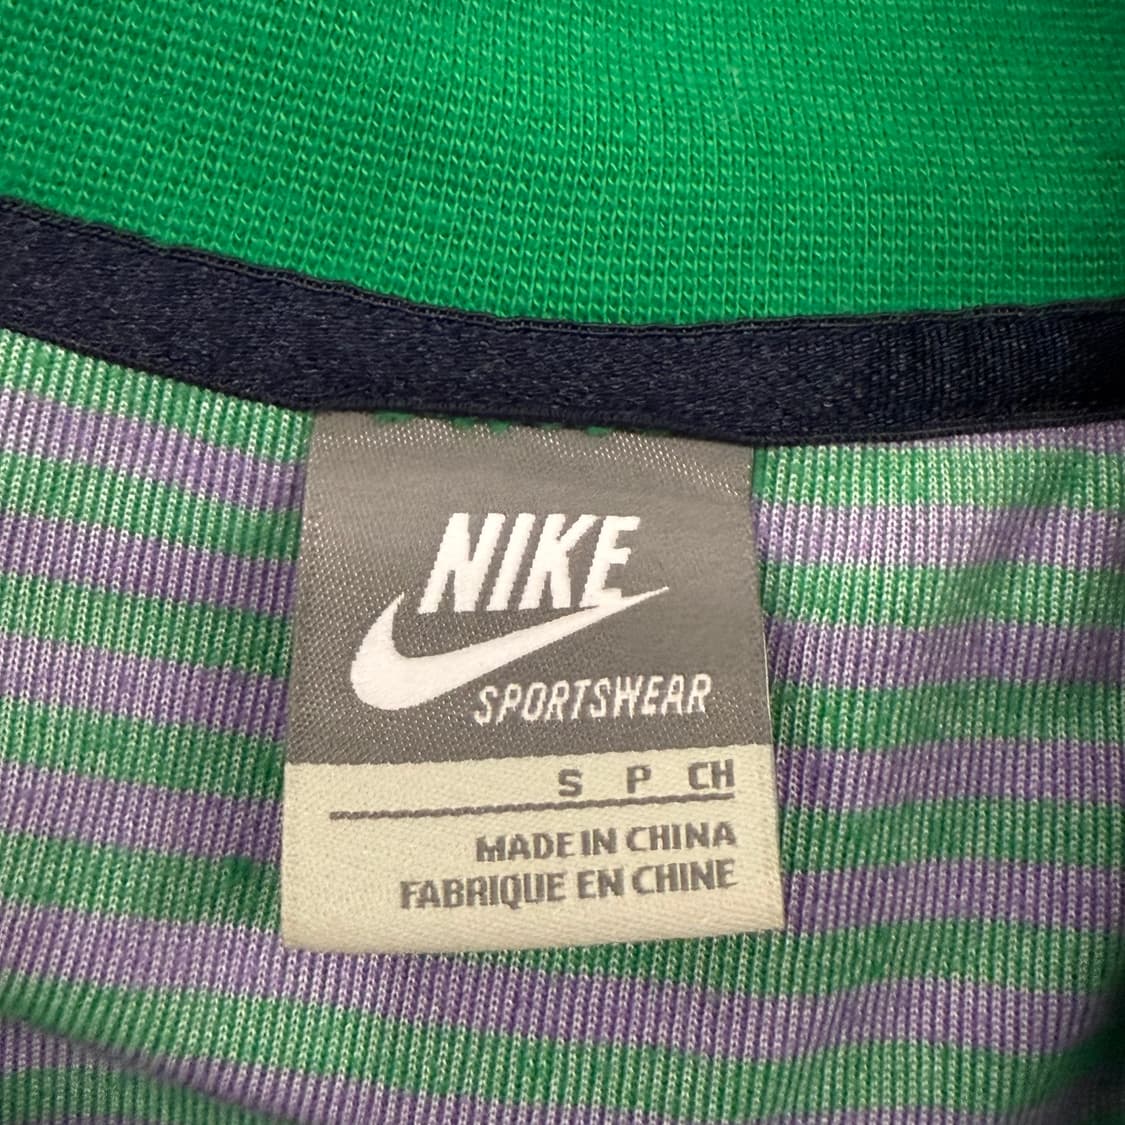 NIKE
SPORTSWEAR
S P CH
MADE IN CHINA
FABRIQUE EN CHINE